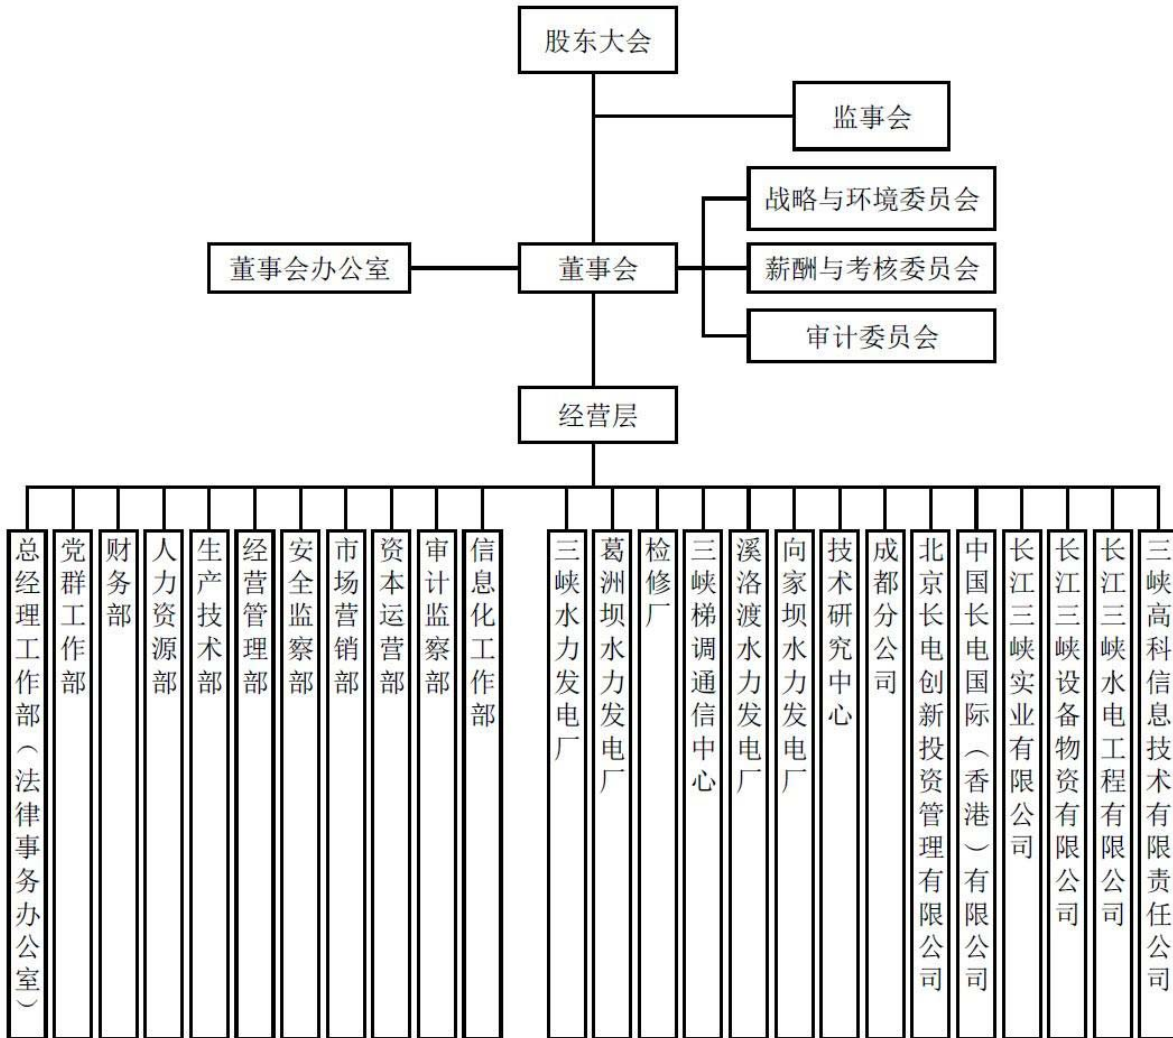 股东大会
监事会
战略与环境委员会
董事会办公室
董事会
薪酬与考核委员会
审计委员会
经营层
总经理工作部（法律事务办公室）
党群工作部
财务部
人力资源部
生产技术部
经营管理部
安全监察部
市场营销部
资本运营部
审计监察部
信息化工作部
三峡水力发电厂
葛洲坝水力发电厂
检修厂
三峡梯调通信中心
溪洛渡水力发电厂
向家坝水力发电厂
技术研究中心
成都分公司
北京长电创新投资管理有限公司
中国长电国际（香港）有限公司
长江三峡实业有限公司
长江三峡设备物资有限公司
长江三峡水电工程有限公司
三峡高科信息技术有限责任公司